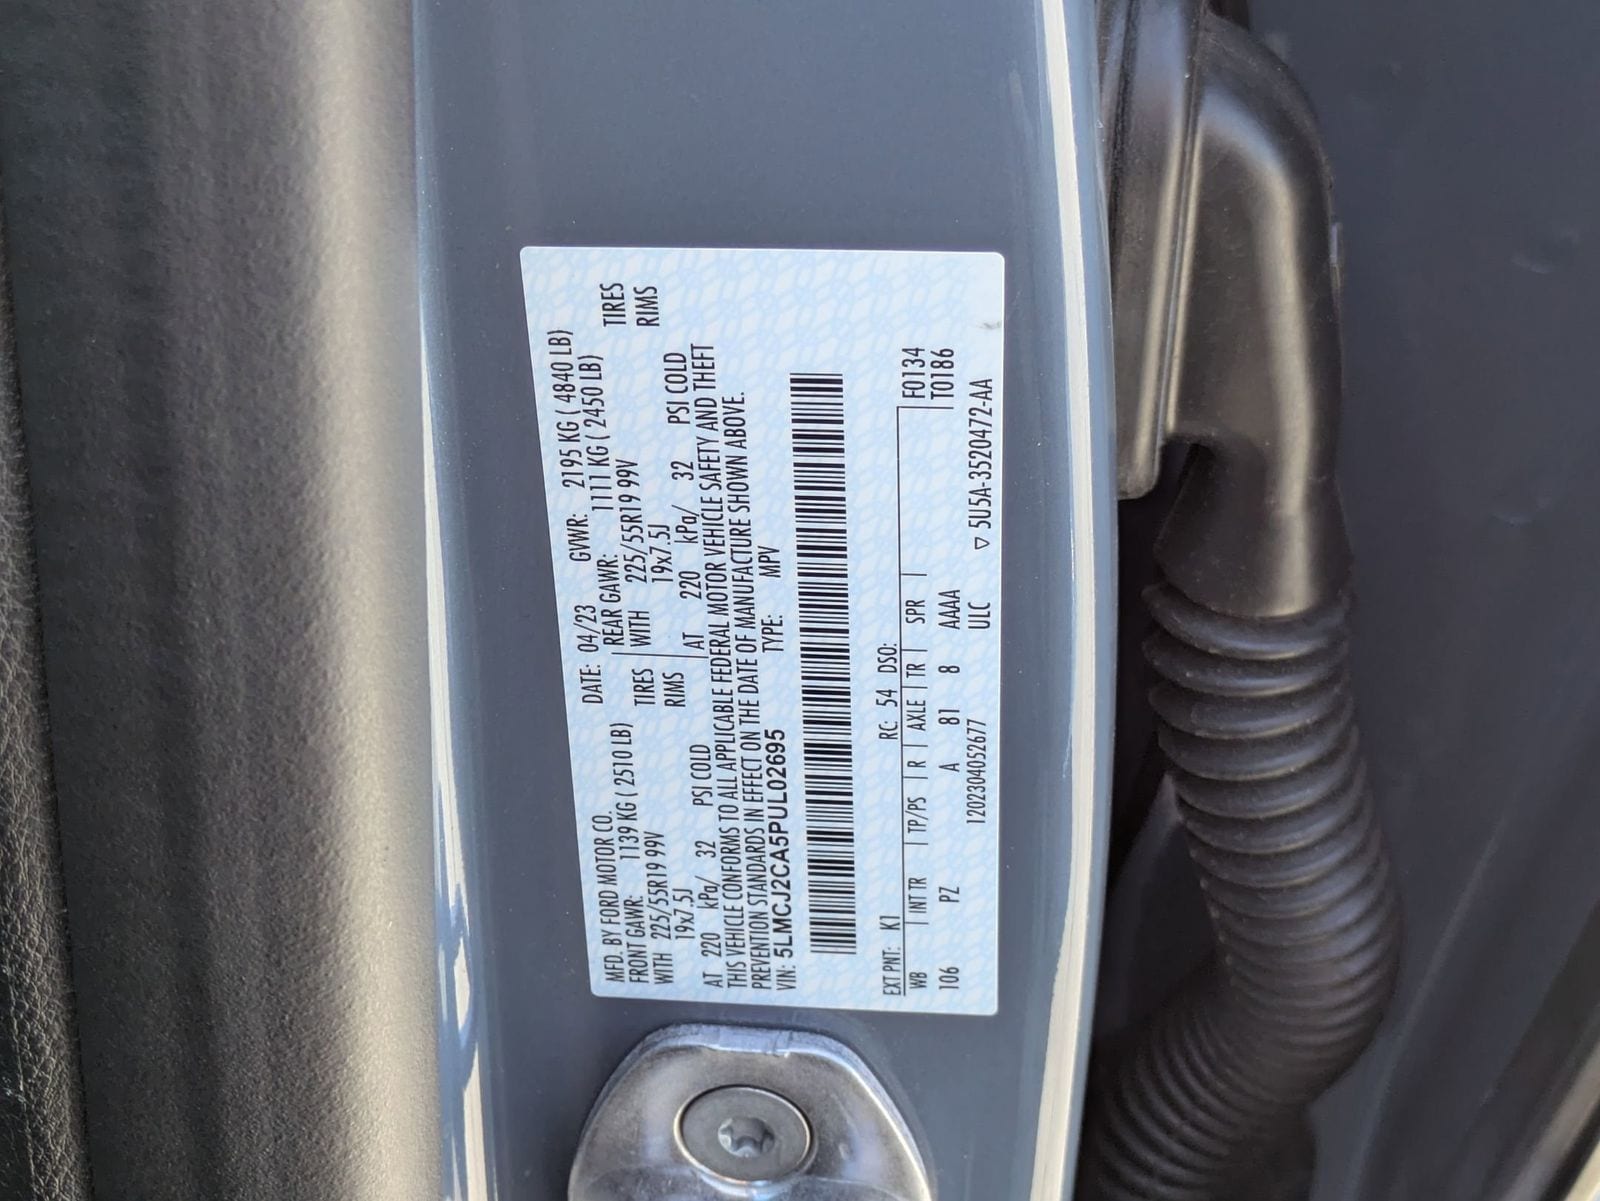 MFD. BY FORD MOTOR CO. DATE: 04/23 GVWR: 2195 KG ( 4840 LB)
FRONT GAWR: 1139 KG ( 2510 LB) REAR GAWR: 1111 KG ( 2450 LB)
WITH 225/55R19 99V TIRES WITH 225/55R19 99V TIRES
19x7.5J RIMS 19x7.5J RIMS
AT 220 kPa/ 32 PSI COLD AT 220 kPa/ 32 PSI COLD
THIS VEHICLE CONFORMS TO ALL APPLICABLE FEDERAL MOTOR VEHICLE SAFETY AND THEFT
PREVENTION STANDARDS IN EFFECT ON THE DATE OF MANUFACTURE SHOWN ABOVE.
VIN: 5LMCJ2CA5PUL02695 TYPE: MPV
EXT PNT: K1 RC: 54 DSO:
WB INT TR TP/PS R AXLE TR SPR F0134
106 PZ A 81 8 AAAA T0186
120230405​2677 ULC ▽ 5U5A-3520472-AA